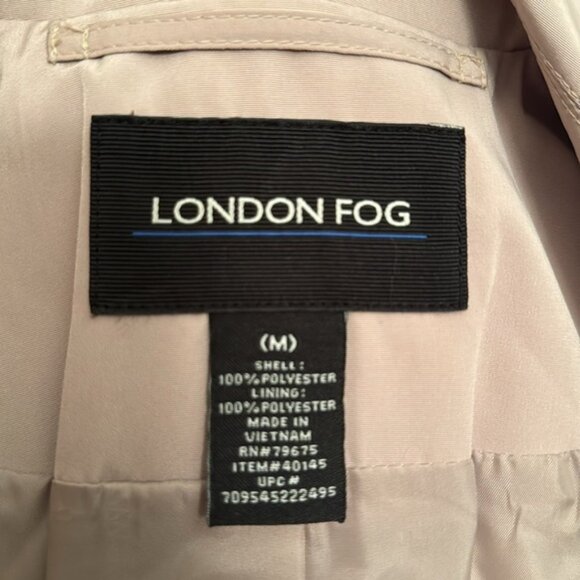 LONDON FOG
(M)
SHELL:
100%POLYESTER
LINING:
100%POLYESTER
MADE IN
VIETNAM
RN#79675
ITEM#40145
UPC#
709545222495